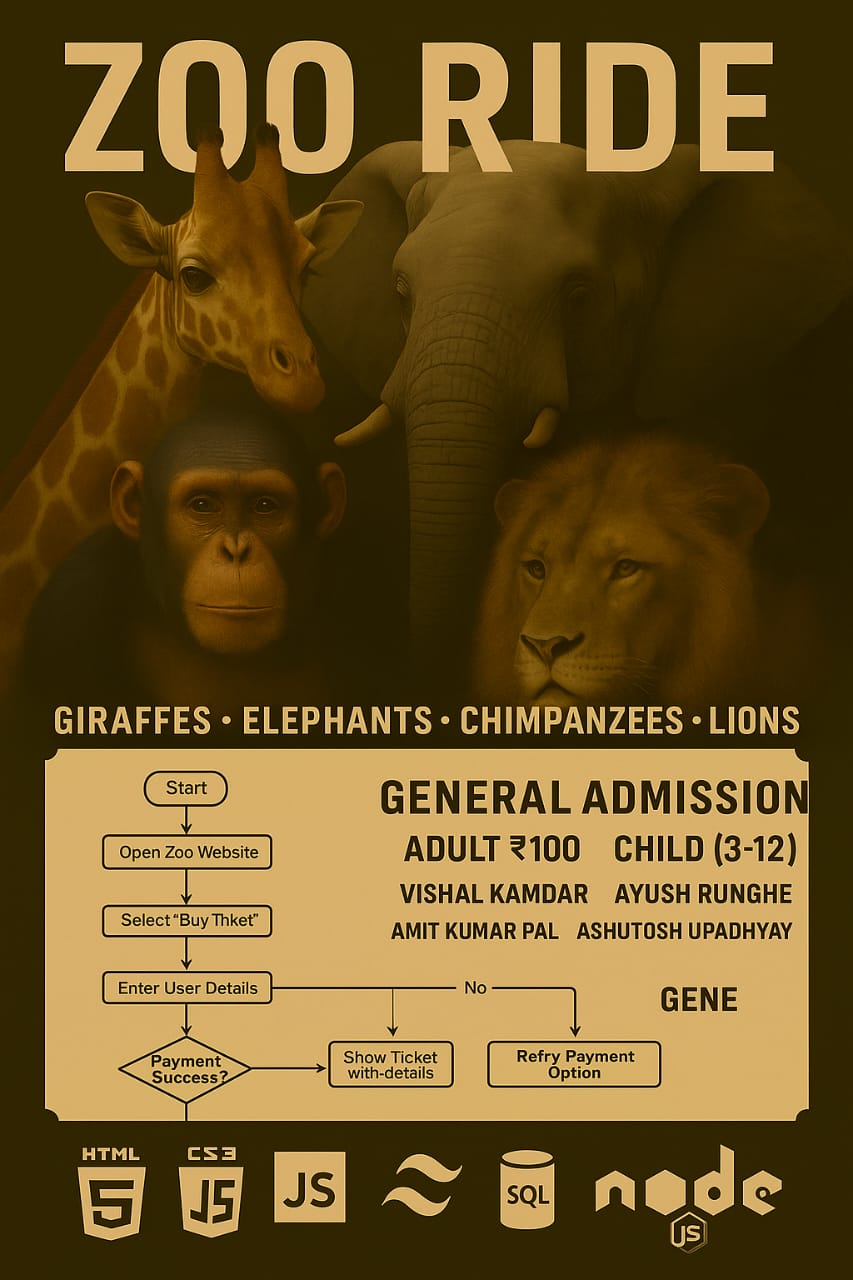 ZOO RIDE
GIRAFFES • ELEPHANTS • CHIMPANZEES • LIONS
Start
Open Zoo Website
Select “Buy Thket”
Enter User Details
No
Payment
Success?
Show Ticket
with-details
Refry Payment
Option
GENERAL ADMISSION
ADULT ₹100 CHILD (3-12)
VISHAL KAMDAR AYUSH RUNGHE
AMIT KUMAR PAL ASHUTOSH UPADHYAY
GENE
HTML
5
CS3
JS
JS
SQL
node
JS